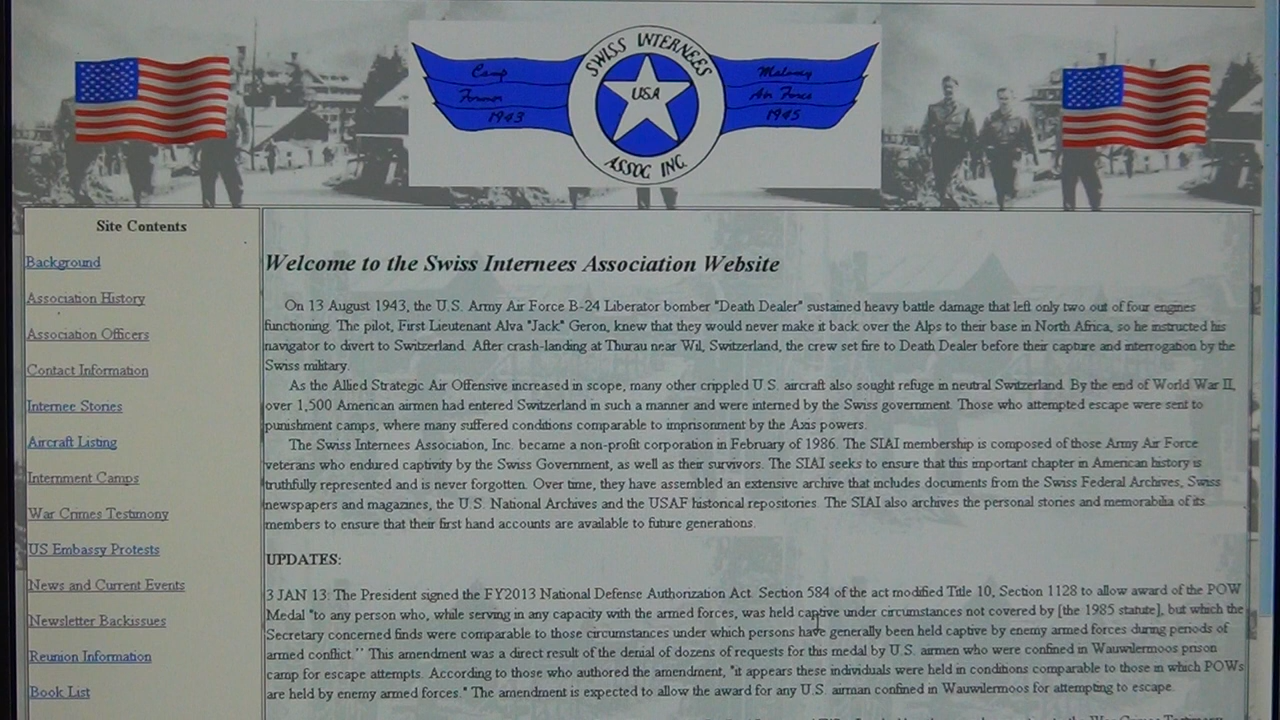 SWISS INTERNEES
Camp
1943
USA
Air Force
1945
ASSOC INC.
Site Contents
Background
Association History
Association Officers
Contact Information
Internee Stories
Aircraft Listing
Internment Camps
War Crimes Testimony
US Embassy Protests
News and Current Events
Newsletter Backissues
Reunion Information
Book List
Welcome to the Swiss Internees Association Website
On 13 August 1943, the U.S. Army Air Force B-24 Liberator bomber "Death Dealer" sustained heavy battle damage that left only two out of four engines
functioning. The pilot, First Lieutenant Alva "Jack" Geron, knew that they would never make it back over the Alps to their base in North Africa, so he instructed his
navigator to divert to Switzerland. After crash-landing at Thurau near Wil, Switzerland, the crew set fire to Death Dealer before their capture and interrogation by the
Swiss military.
As the Allied Strategic Air Offensive increased in scope, many other crippled U.S. aircraft also sought refuge in neutral Switzerland. By the end of World War II,
over 1,500 American airmen had entered Switzerland in such a manner and were interned by the Swiss government. Those who attempted escape were sent to
punishment camps, where many suffered conditions comparable to imprisonment by the Axis powers.
The Swiss Internees Association, Inc. became a non-profit corporation in February of 1986. The SIAI membership is composed of those Army Air Force
veterans who endured captivity by the Swiss Government, as well as their survivors. The SIAI seeks to ensure that this important chapter in American history is
truthfully represented and is never forgotten. Over time, they have assembled an extensive archive that includes documents from the Swiss Federal Archives, Swiss
newspapers and magazines, the U.S. National Archives and the USAF historical repositories. The SIAI also archives the personal stories and memorabilia of its
members to ensure that their first hand accounts are available to future generations.
UPDATES:
3 JAN 13: The President signed the FY2013 National Defense Authorization Act. Section 584 of the act modified Title 10, Section 1128 to allow award of the POW
Medal "to any person who, while serving in any capacity with the armed forces, was held captive under circumstances not covered by [the 1985 statute], but which the
Secretary concerned finds were comparable to those circumstances under which persons have generally been held captive by enemy armed forces during periods of
armed conflict.'' This amendment was a direct result of the denial of dozens of requests for this medal by U.S. airmen who were confined in Wauwilermoos prison
camp for escape attempts. According to those who authored the amendment, "it appears these individuals were held in conditions comparable to those in which POWs
are held by enemy armed forces." The amendment is expected to allow the award for any U.S. airman confined in Wauwilermoos for attempting to escape.